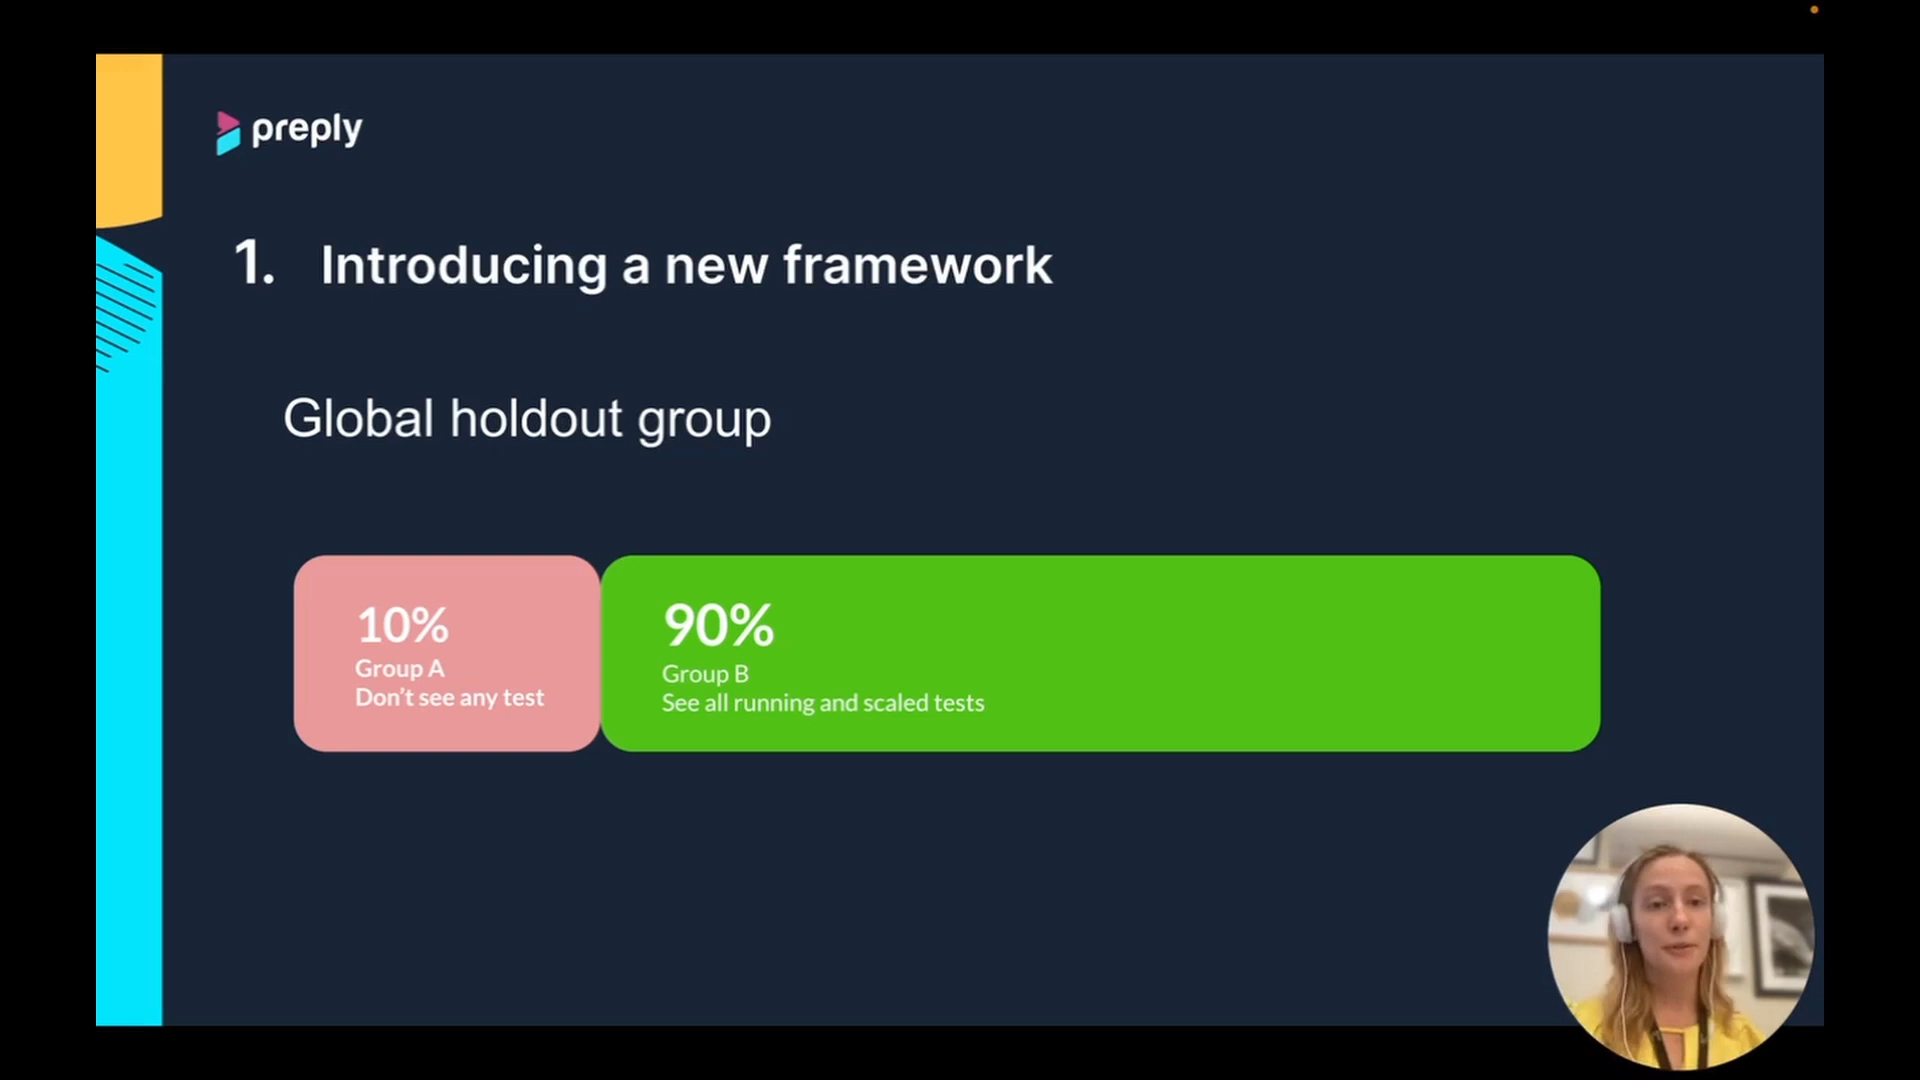 preply
1. Introducing a new framework
Global holdout group
10%
Group A
Don't see any test
90%
Group B
See all running and scaled tests